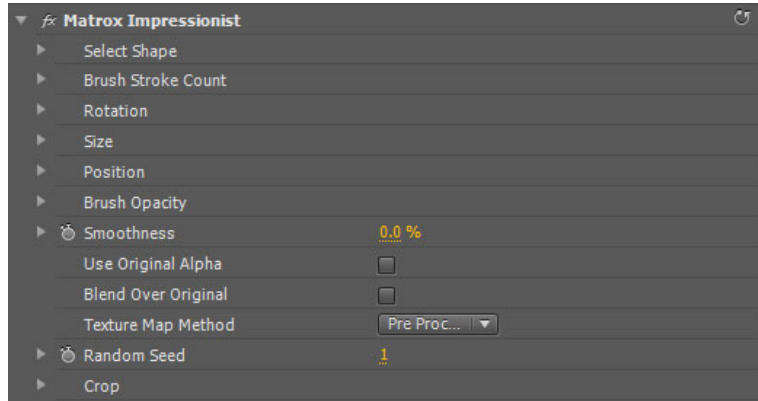 fx Matrox Impressionist
Select Shape
Brush Stroke Count
Rotation
Size
Position
Brush Opacity
Smoothness 0.0 %
Use Original Alpha
Blend Over Original
Texture Map Method Pre Proc...
Random Seed 1
Crop